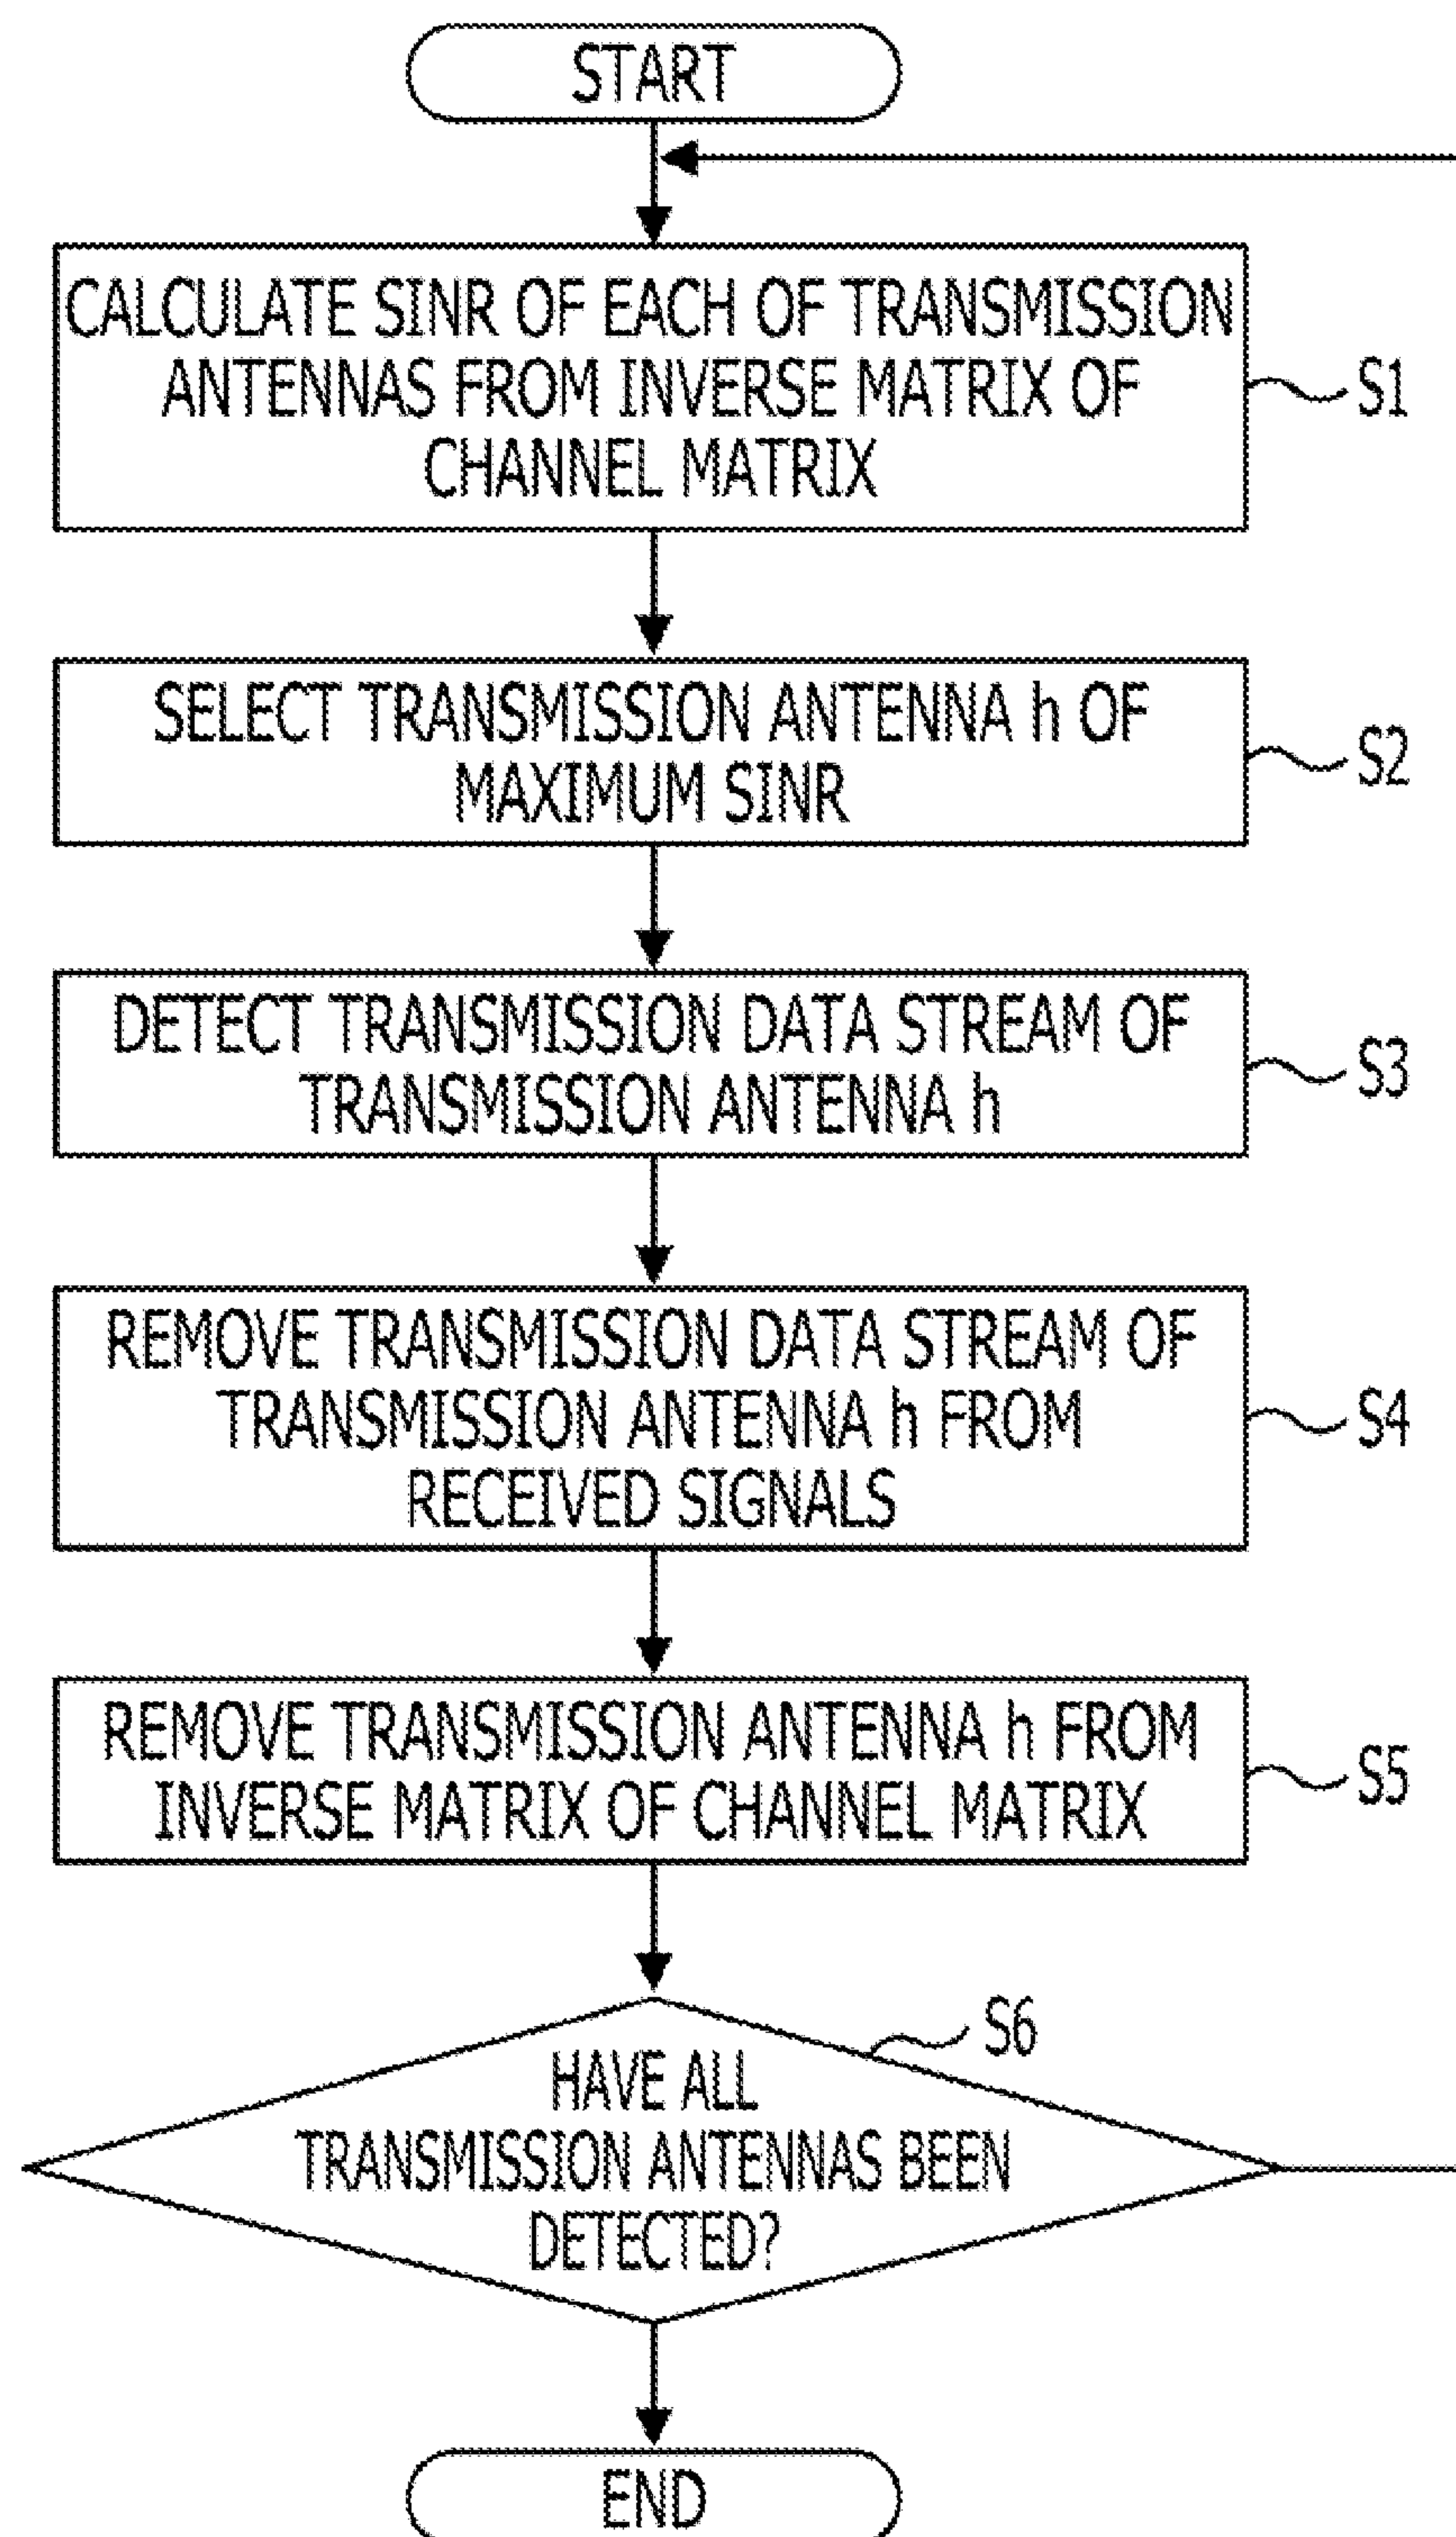 START
CALCULATE SINR OF EACH OF TRANSMISSION
ANTENNAS FROM INVERSE MATRIX OF
CHANNEL MATRIX
S1
SELECT TRANSMISSION ANTENNA h OF
MAXIMUM SINR
S2
DETECT TRANSMISSION DATA STREAM OF
TRANSMISSION ANTENNA h
S3
REMOVE TRANSMISSION DATA STREAM OF
TRANSMISSION ANTENNA h FROM
RECEIVED SIGNALS
S4
REMOVE TRANSMISSION ANTENNA h FROM
INVERSE MATRIX OF CHANNEL MATRIX
S5
S6
HAVE ALL
TRANSMISSION ANTENNAS BEEN
DETECTED?
END